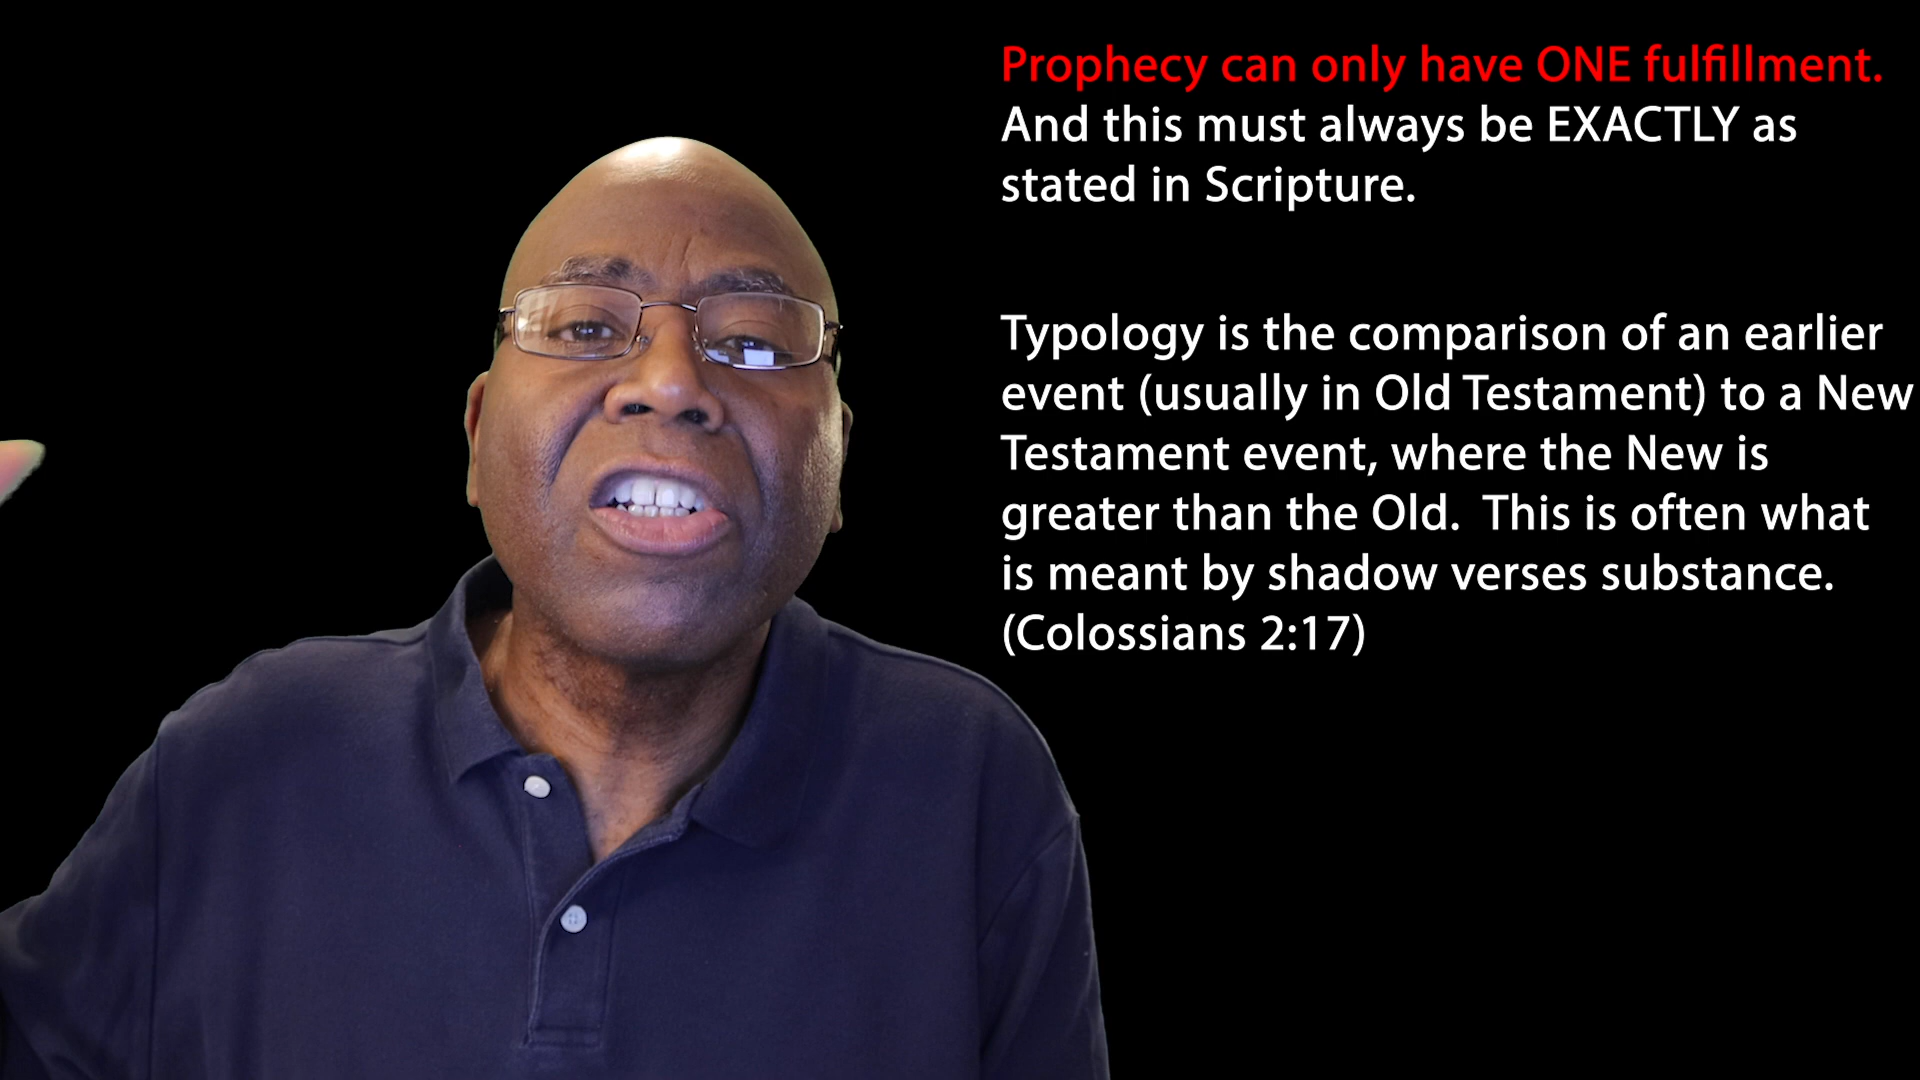 Prophecy can only have ONE fulfillment.
And this must always be EXACTLY as
stated in Scripture.
Typology is the comparison of an earlier
event (usually in Old Testament) to a New
Testament event, where the New is
greater than the Old.  This is often what
is meant by shadow verses substance.
(Colossians 2:17)